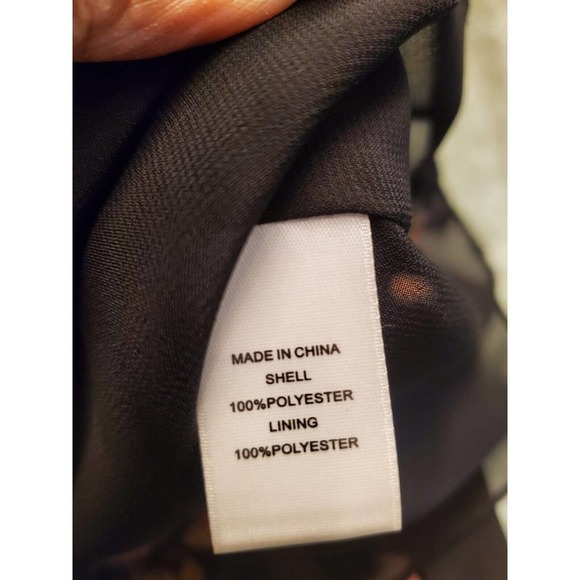 MADE IN CHINA
SHELL
100%POLYESTER
LINING
100%POLYESTER